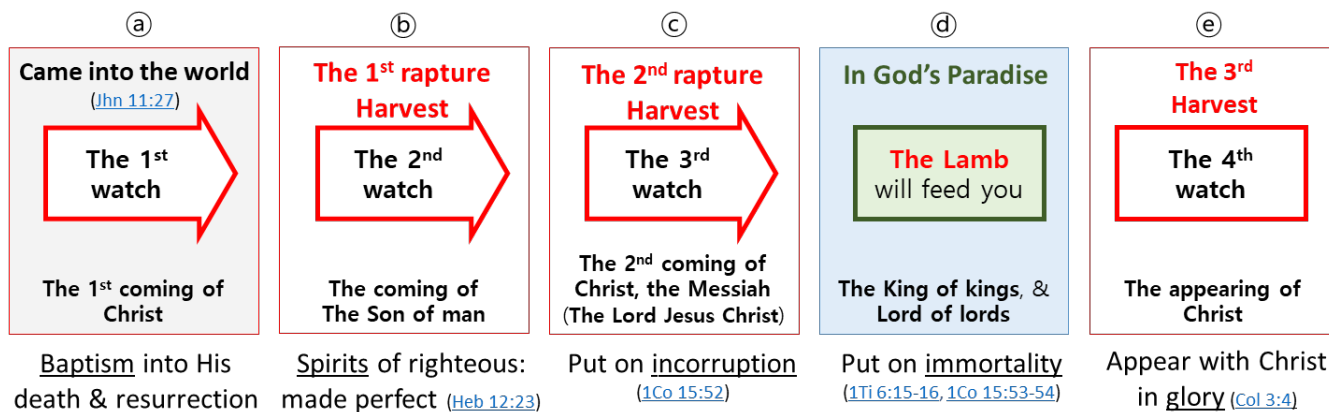 ⓐ
Came into the world
(Jhn 11:27)
The 1st
watch
The 1st coming of
Christ
Baptism into His
death & resurrection
ⓑ
The 1st rapture
Harvest
The 2nd
watch
The coming of
The Son of man
Spirits of righteous:
made perfect (Heb 12:23)
ⓒ
The 2nd rapture
Harvest
The 3rd
watch
The 2nd coming of
Christ, the Messiah
(The Lord Jesus Christ)
Put on incorruption
(1Co 15:52)
ⓓ
In God's Paradise
The Lamb
will feed you
The King of kings, &
Lord of lords
Put on immortality
(1Ti 6:15-16, 1Co 15:53-54)
ⓔ
The 3rd
Harvest
The 4th
watch
The appearing of
Christ
Appear with Christ
in glory (Col 3:4)